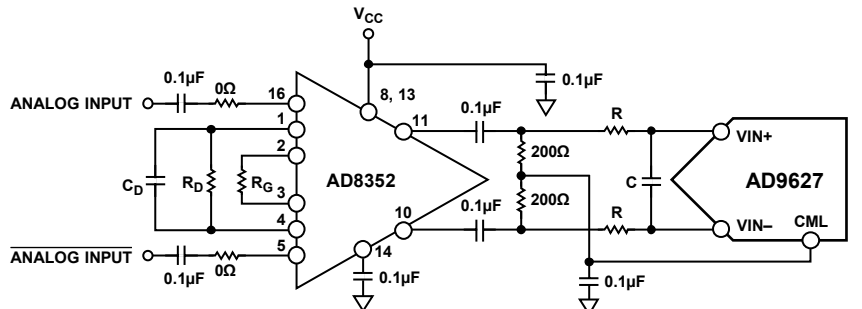 VCC
0.1µF
0Ω
16
8, 13
0.1µF
ANALOG INPUT
1
11
0.1µF
R
2
VIN+
CD
RD
RG
AD8352
200Ω
C
AD9627
3
200Ω
4
10
0.1µF
R
VIN–
CML
ANALOG INPUT
5
14
0.1µF
0Ω
0.1µF
0.1µF